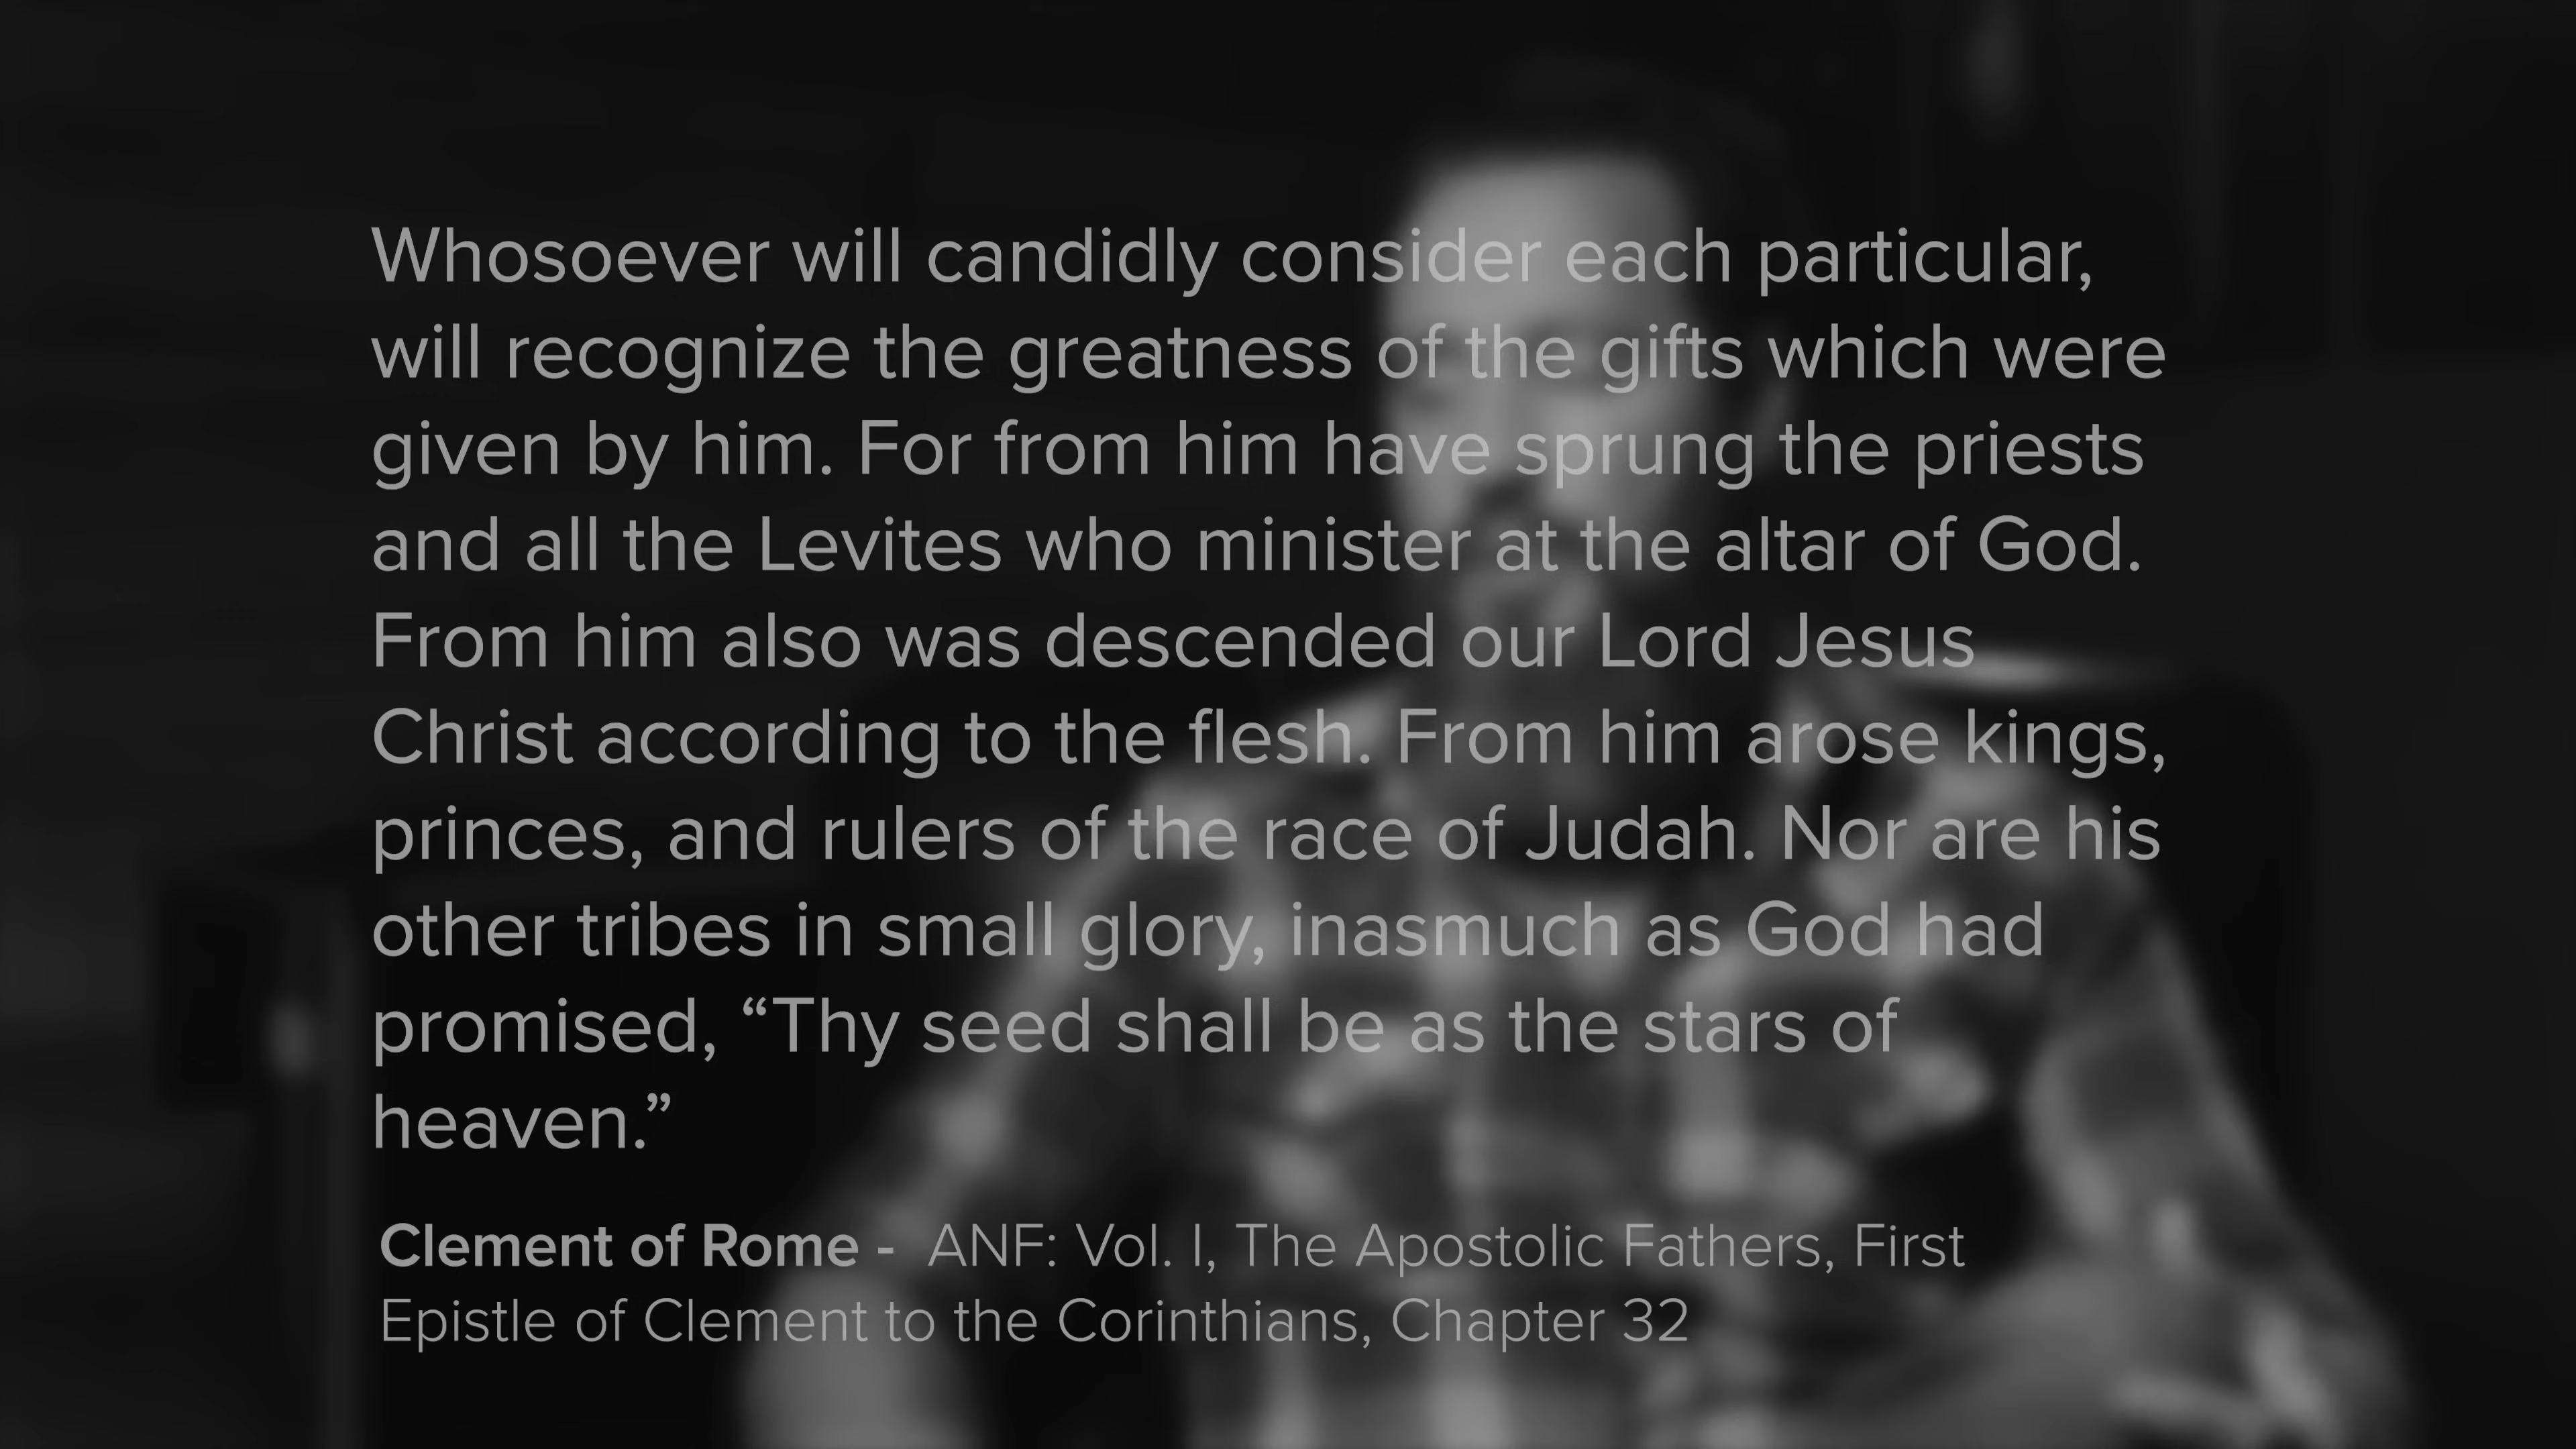 Whosoever will candidly consider each particular,
will recognize the greatness of the gifts which were
given by him. For from him have sprung the priests
and all the Levites who minister at the altar of God.
From him also was descended our Lord Jesus
Christ according to the flesh. From him arose kings,
princes, and rulers of the race of Judah. Nor are his
other tribes in small glory, inasmuch as God had
promised, “Thy seed shall be as the stars of
heaven.”
Clement of Rome - ANF: Vol. I, The Apostolic Fathers, First
Epistle of Clement to the Corinthians, Chapter 32